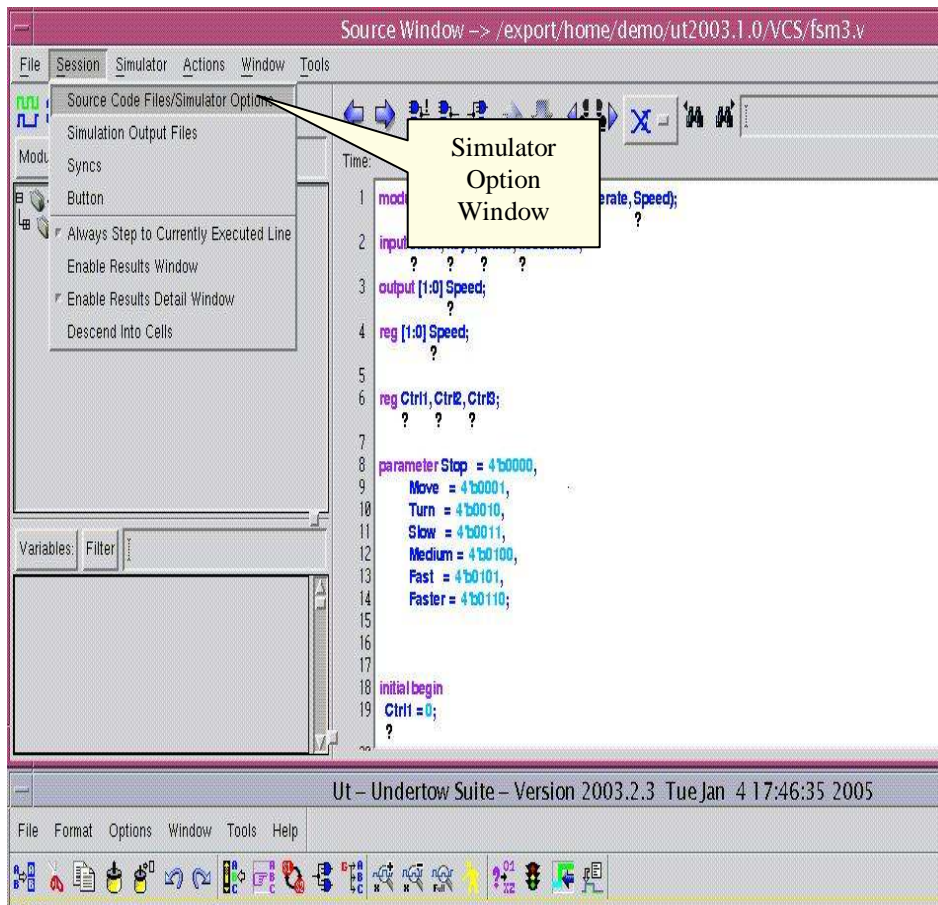 Source Window –> /export/home/demo/ut2003.1.0/VCS/fsm3.v
File Session Simulator Actions Window Tools
Source Code Files/Simulator Options
Simulation Output Files
Syncs
Button
Always Step to Currently Executed Line
Enable Results Window
Enable Results Detail Window
Descend Into Cells
Simulator
Option
Window
Time:
1 erate, Speed);
?
2
? ? ? ?
3 output [1:0] Speed;
?
4 reg [1:0] Speed;
?
5
6 reg Ctrl1, Ctrl2, Ctrl3;
? ? ?
7
8 parameter Stop = 4'b0000,
9 Move = 4'b0001,
10 Turn = 4'b0010,
11 Slow = 4'b0011,
12 Medium = 4'b0100,
13 Fast = 4'b0101,
14 Faster = 4'b0110;
15
16
17
18 initial begin
19 Ctrl1 = 0;
?
Variables: Filter
Ut – Undertow Suite – Version 2003.2.3 Tue Jan 4 17:46:35 2005
File Format Options Window Tools Help